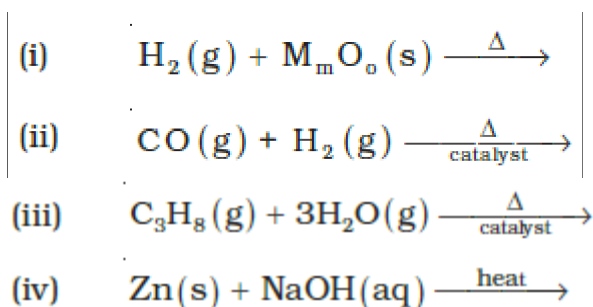 (i) H₂(g) + MₘOₒ(s) —Δ→
(ii) CO(g) + H₂(g) —Δ/catalyst→
(iii) C₃H₈(g) + 3H₂O(g) —Δ/catalyst→
(iv) Zn(s) + NaOH(aq) —heat→